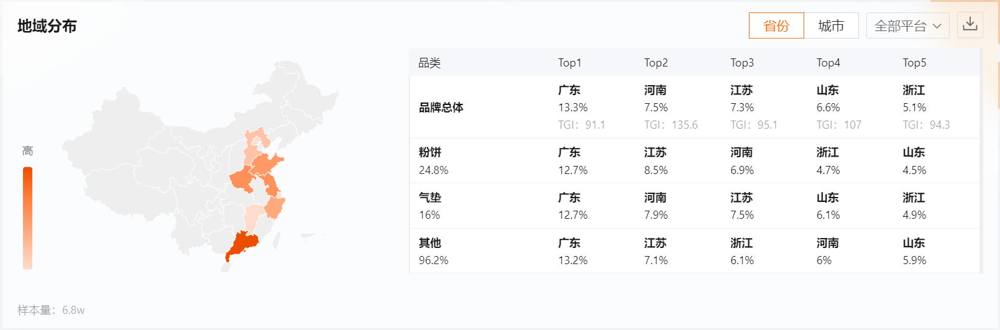 地域分布
省份 城市 全部平台
品类 Top1 Top2 Top3 Top4 Top5
广东 河南 江苏 山东 浙江
品牌总体 13.3% 7.5% 7.3% 6.6% 5.1%
TGI：91.1 TGI：135.6 TGI：95.1 TGI：107 TGI：94.3
粉饼 广东 江苏 河南 浙江 山东
24.8% 12.7% 8.5% 6.9% 4.7% 4.5%
气垫 广东 河南 江苏 山东 浙江
16% 12.7% 7.9% 7.5% 6.1% 4.9%
其他 广东 江苏 浙江 河南 山东
96.2% 13.2% 7.1% 6.1% 6% 5.9%
高
样本量：6.8w